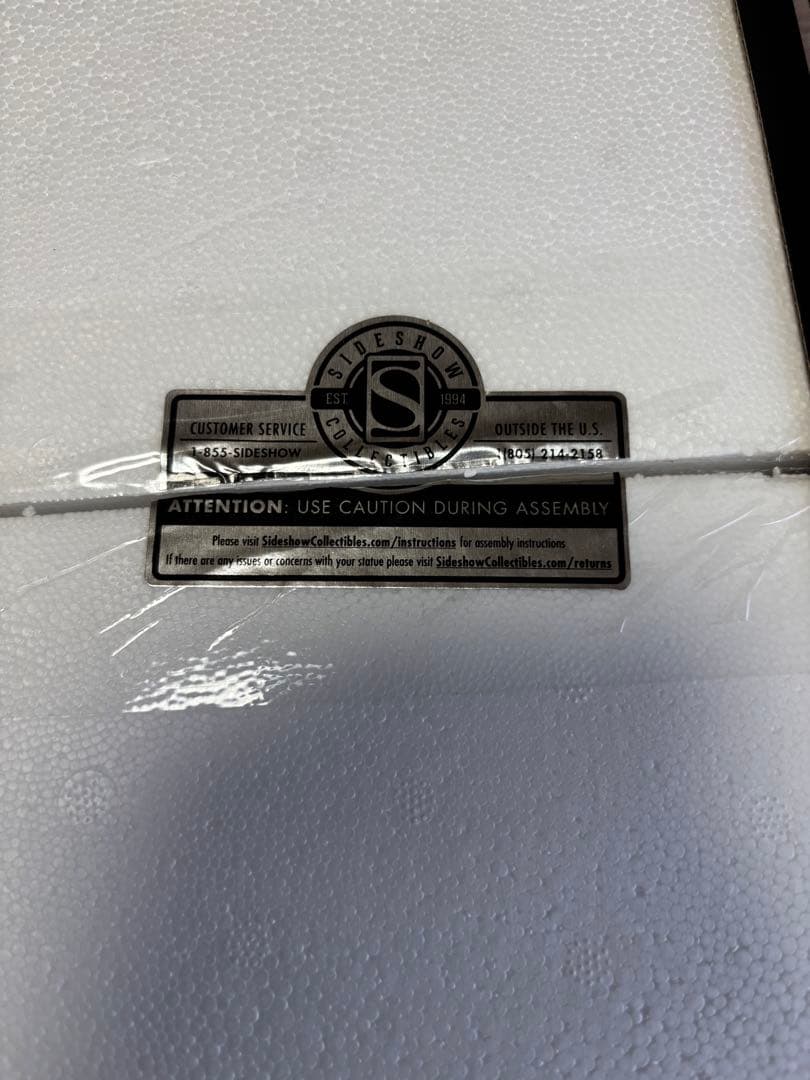 SIDESHOW
EST. 1994
S
COLLECTIBLES
CUSTOMER SERVICE
1-855-SIDESHOW
OUTSIDE THE U.S.
(805) 214-2158
ATTENTION: USE CAUTION DURING ASSEMBLY
Please visit SideshowCollectibles.com/instructions for assembly instructions
If there are any issues or concerns with your statue please visit SideshowCollectibles.com/returns